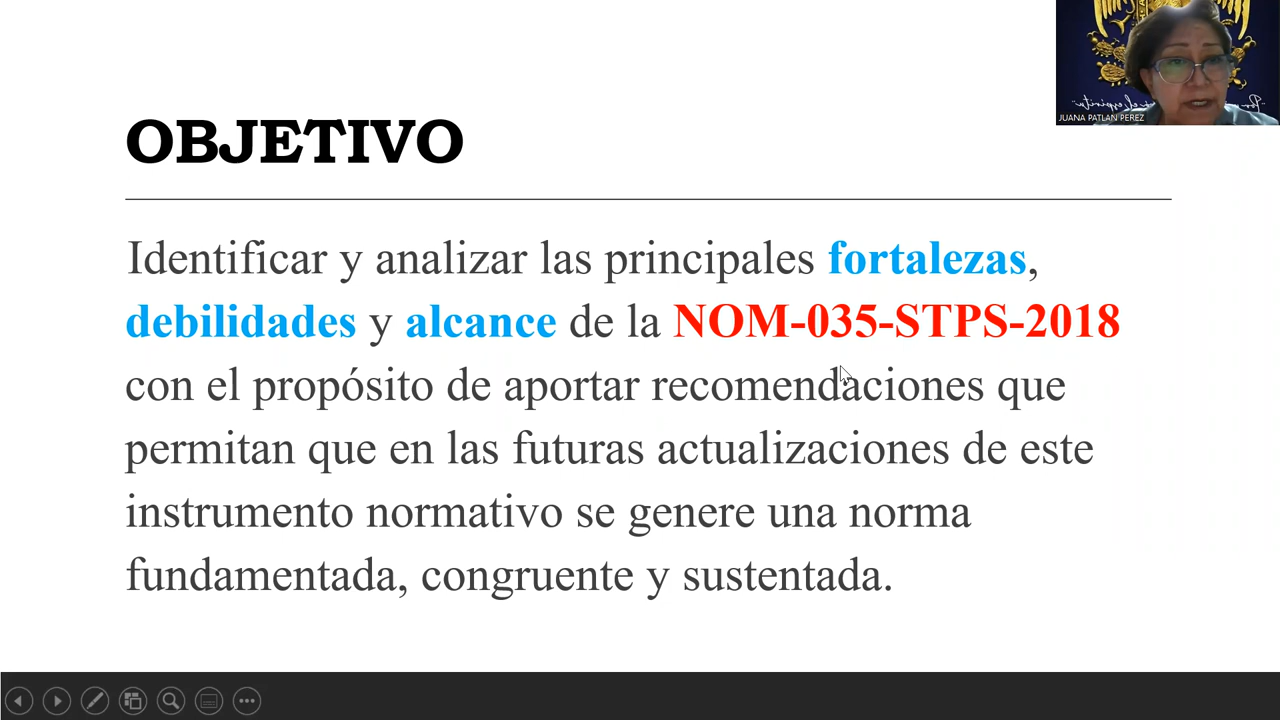 OBJETIVO
Identificar y analizar las principales fortalezas,
debilidades y alcance de la NOM-035-STPS-2018
con el propósito de aportar recomendaciones que
permitan que en las futuras actualizaciones de este
instrumento normativo se genere una norma
fundamentada, congruente y sustentada.
JUANA PATLAN PEREZ